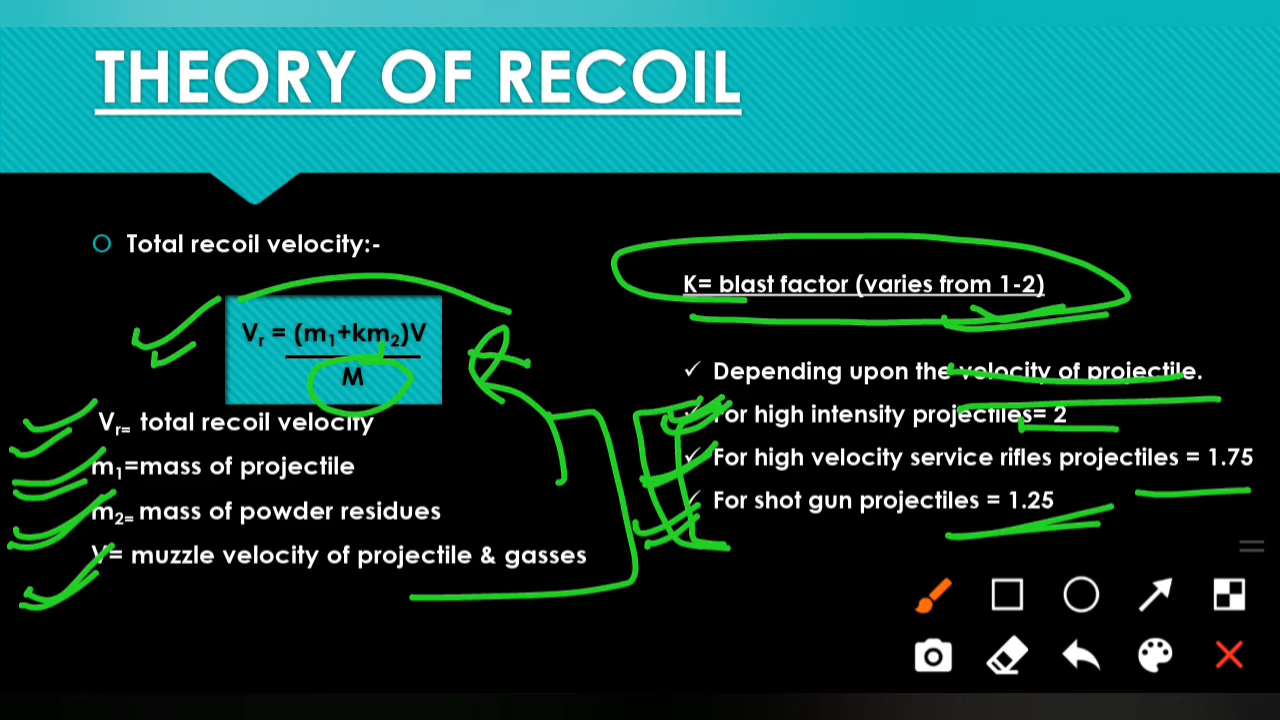 THEORY OF RECOIL
Total recoil velocity:-
Vr = (m1+km2)V
M
Vr= total recoil velocity
m1=mass of projectile
m2= mass of powder residues
V= muzzle velocity of projectile & gasses
K= blast factor (varies from 1-2)
Depending upon the velocity of projectile.
For high intensity projectiles= 2
For high velocity service rifles projectiles = 1.75
For shot gun projectiles = 1.25